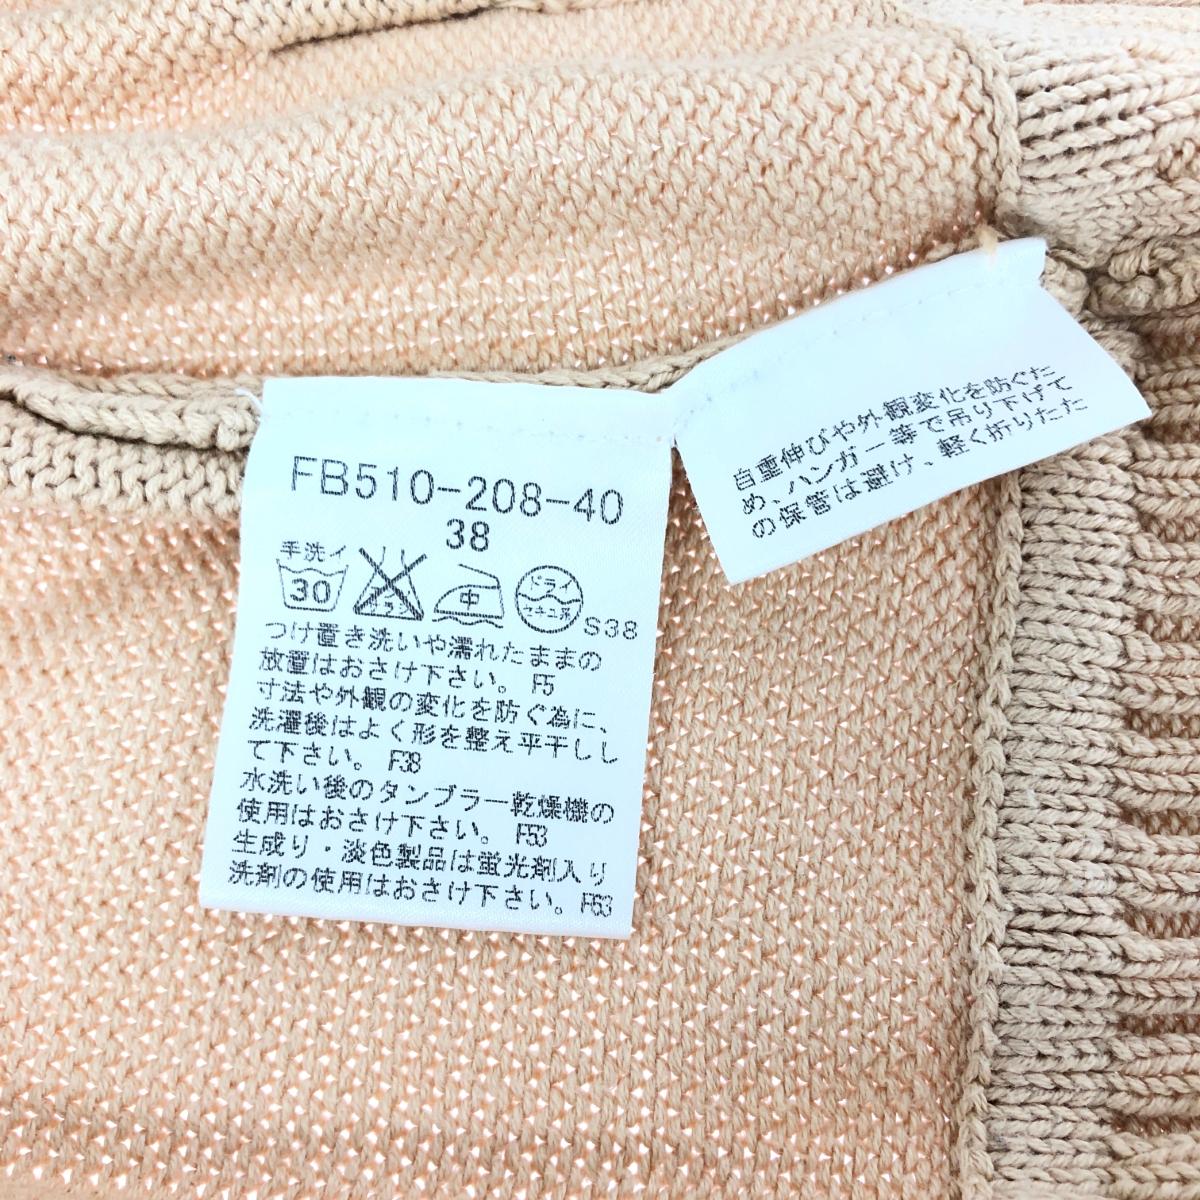 FB510-208-40
38
手洗イ
30
中
ドライ
S38
つけ置き洗いや濡れたままの
放置はおさけ下さい。 F5
寸法や外観の変化を防ぐ為に、
洗濯後はよく形を整え平干しし
て下さい。 F38
水洗い後のタンブラー乾燥機の
使用はおさけ下さい。 F53
生成り・淡色製品は蛍光剤入り
洗剤の使用はおさけ下さい。 F63
自重伸びや外観変化を防ぐた
め、ハンガー等で吊り下げて
の保管は避け、軽く折りたた